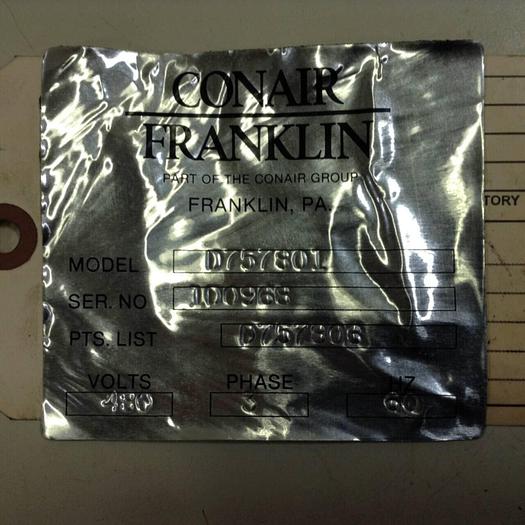 CONAIR
FRANKLIN
PART OF THE CONAIR GROUP
FRANKLIN, PA.
TORY
MODEL D757801
SER. NO 100968
PTS. LIST D757806
VOLTS PHASE HZ
480 3 60